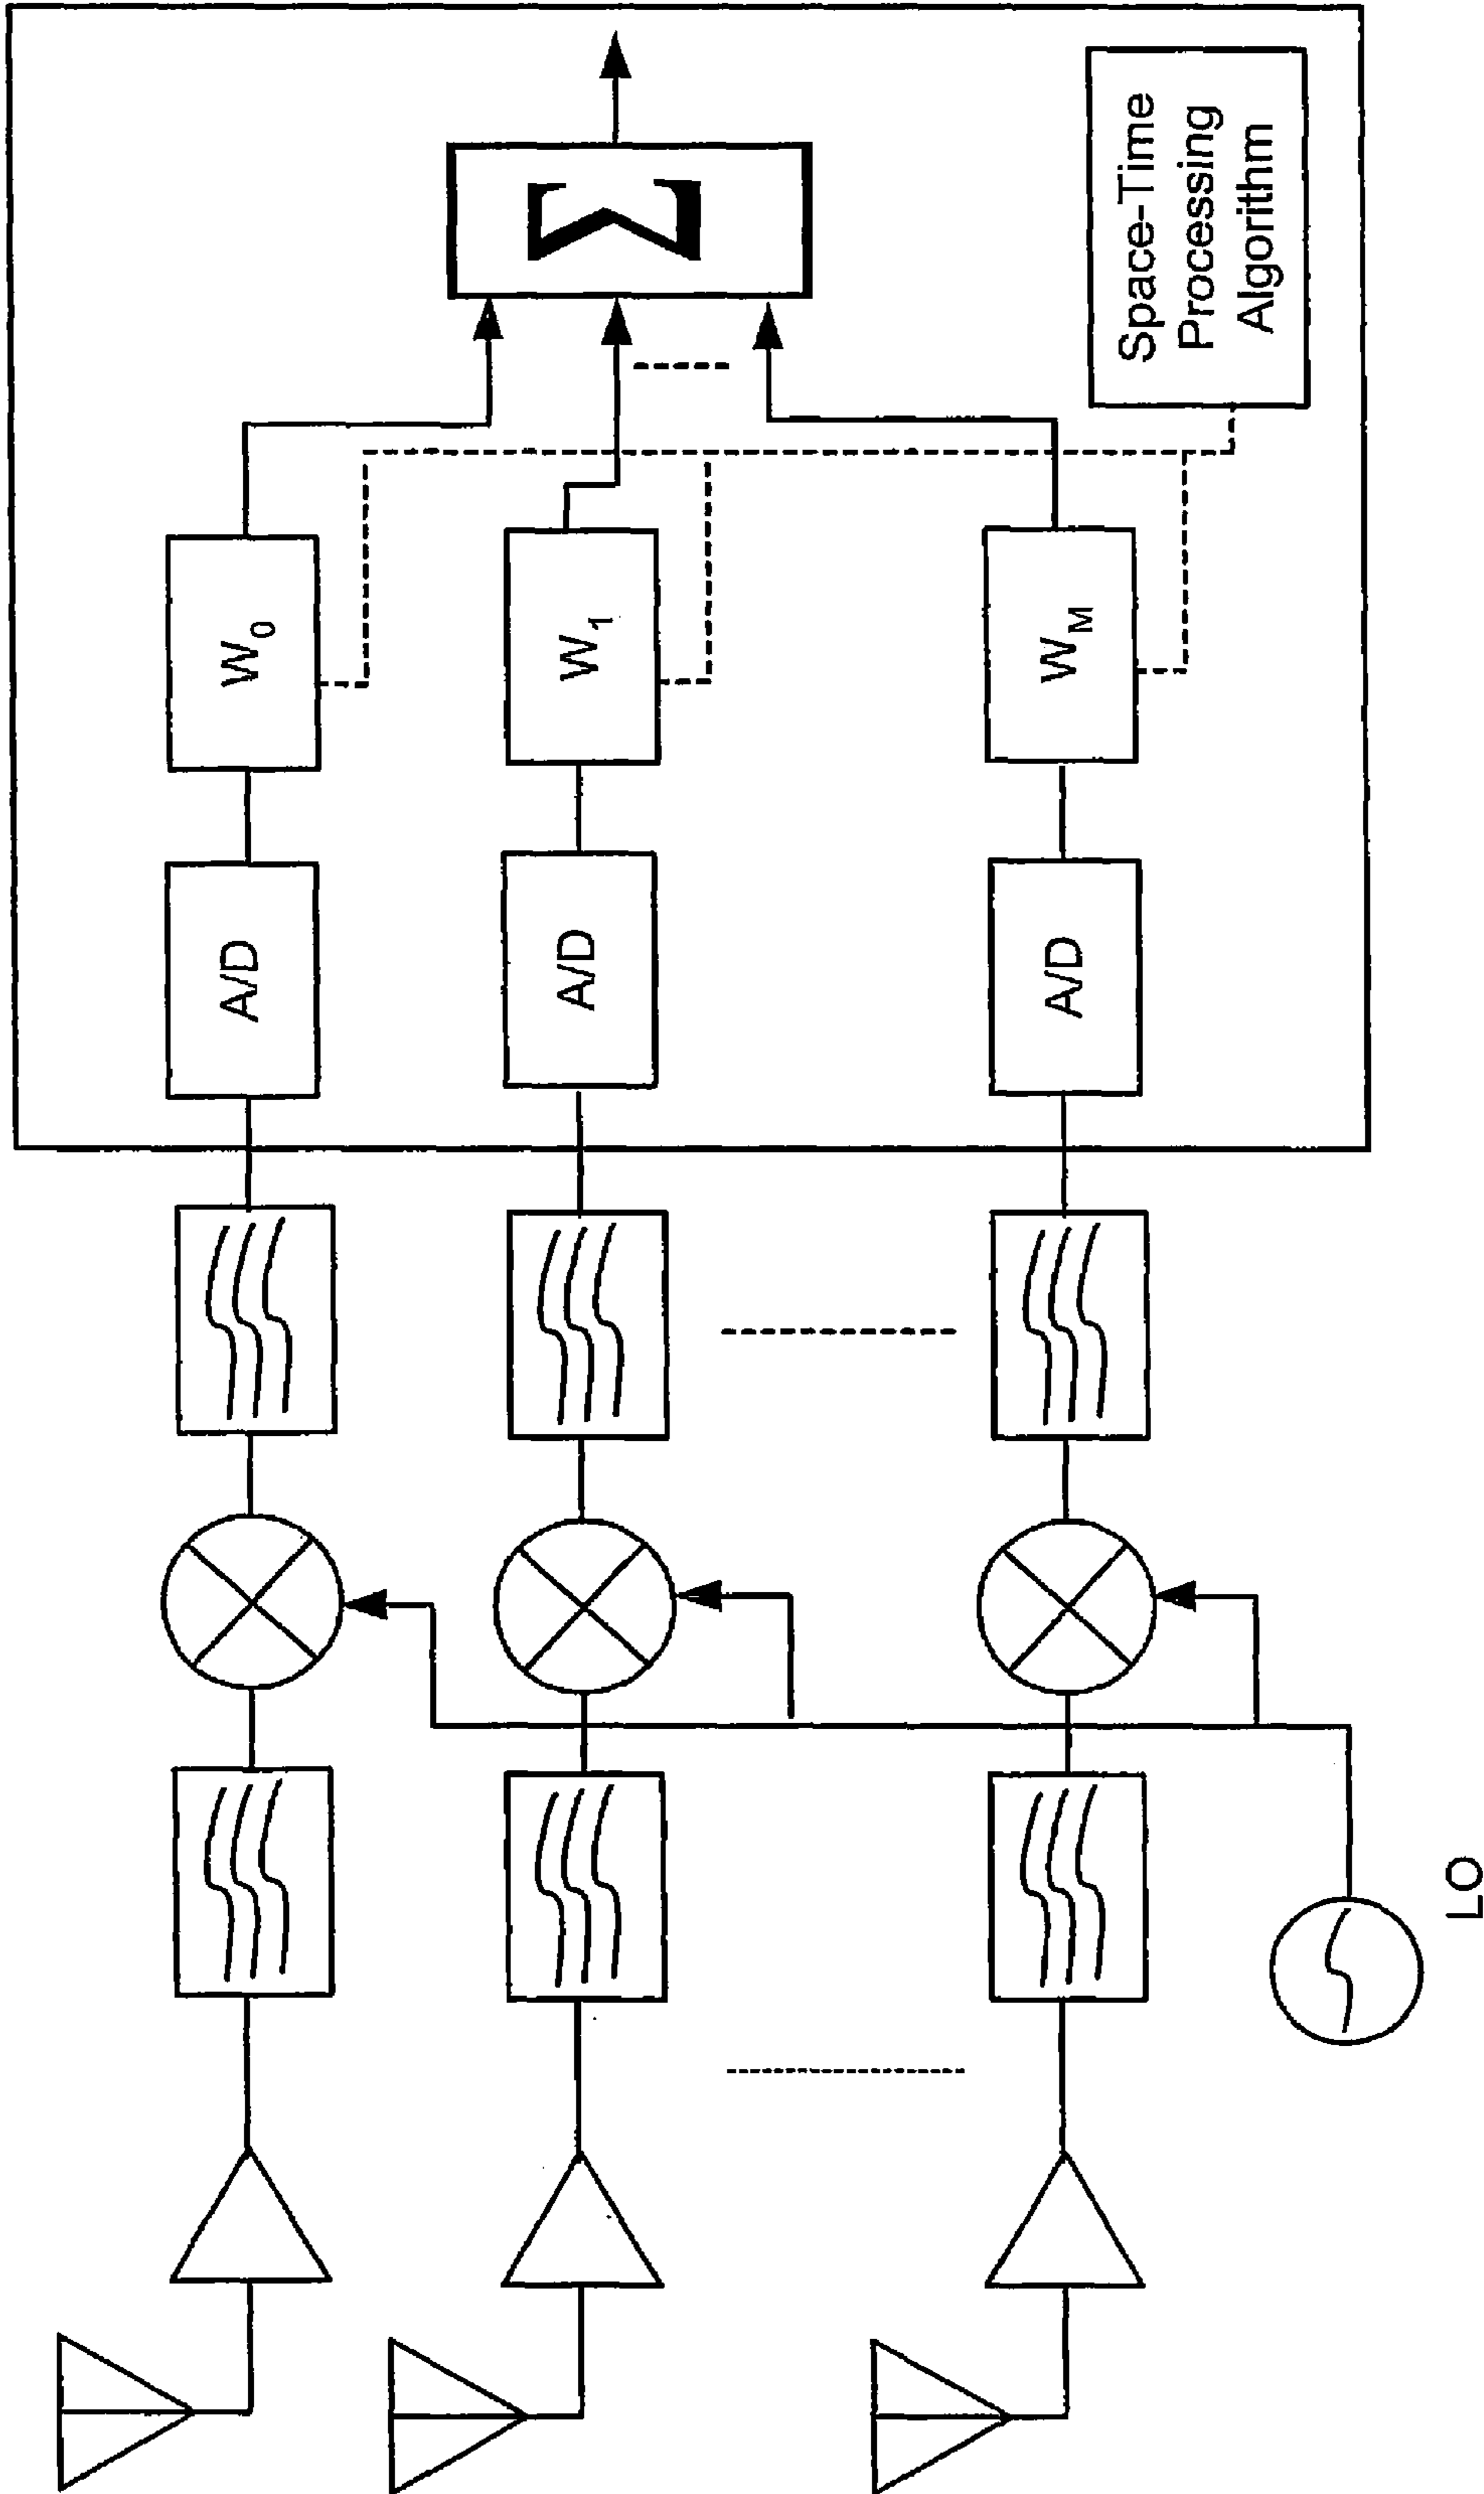 A/D
W0
A/D
W1
Σ
A/D
WM
LO
Space-Time
Processing
Algorithm